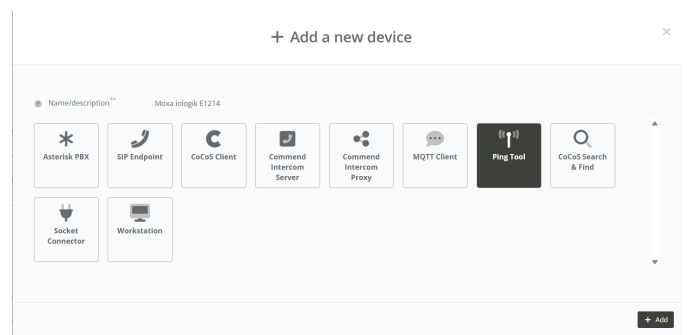 + Add a new device
×
Name/description
Moxa iologik E1214
Asterisk PBX
SIP Endpoint
CoCoS Client
Commend
Intercom
Server
Commend
Intercom
Proxy
MQTT Client
Ping Tool
CoCoS Search
& Find
Socket
Connector
Workstation
+ Add